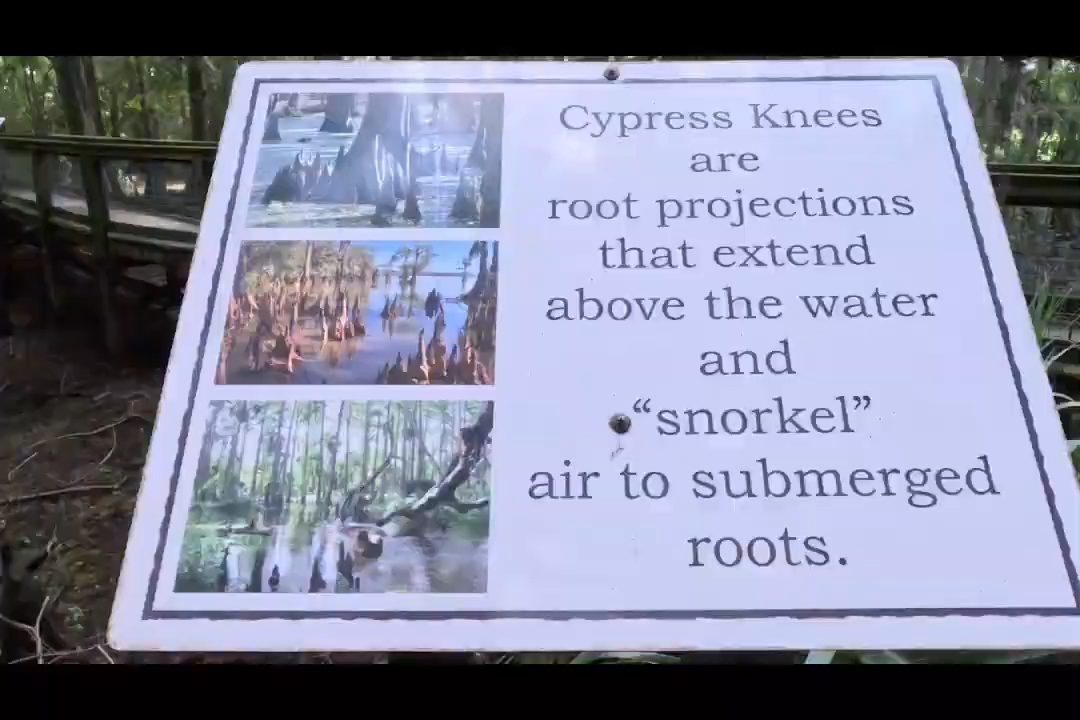 Cypress Knees
are
root projections
that extend
above the water
and
“snorkel”
air to submerged
roots.